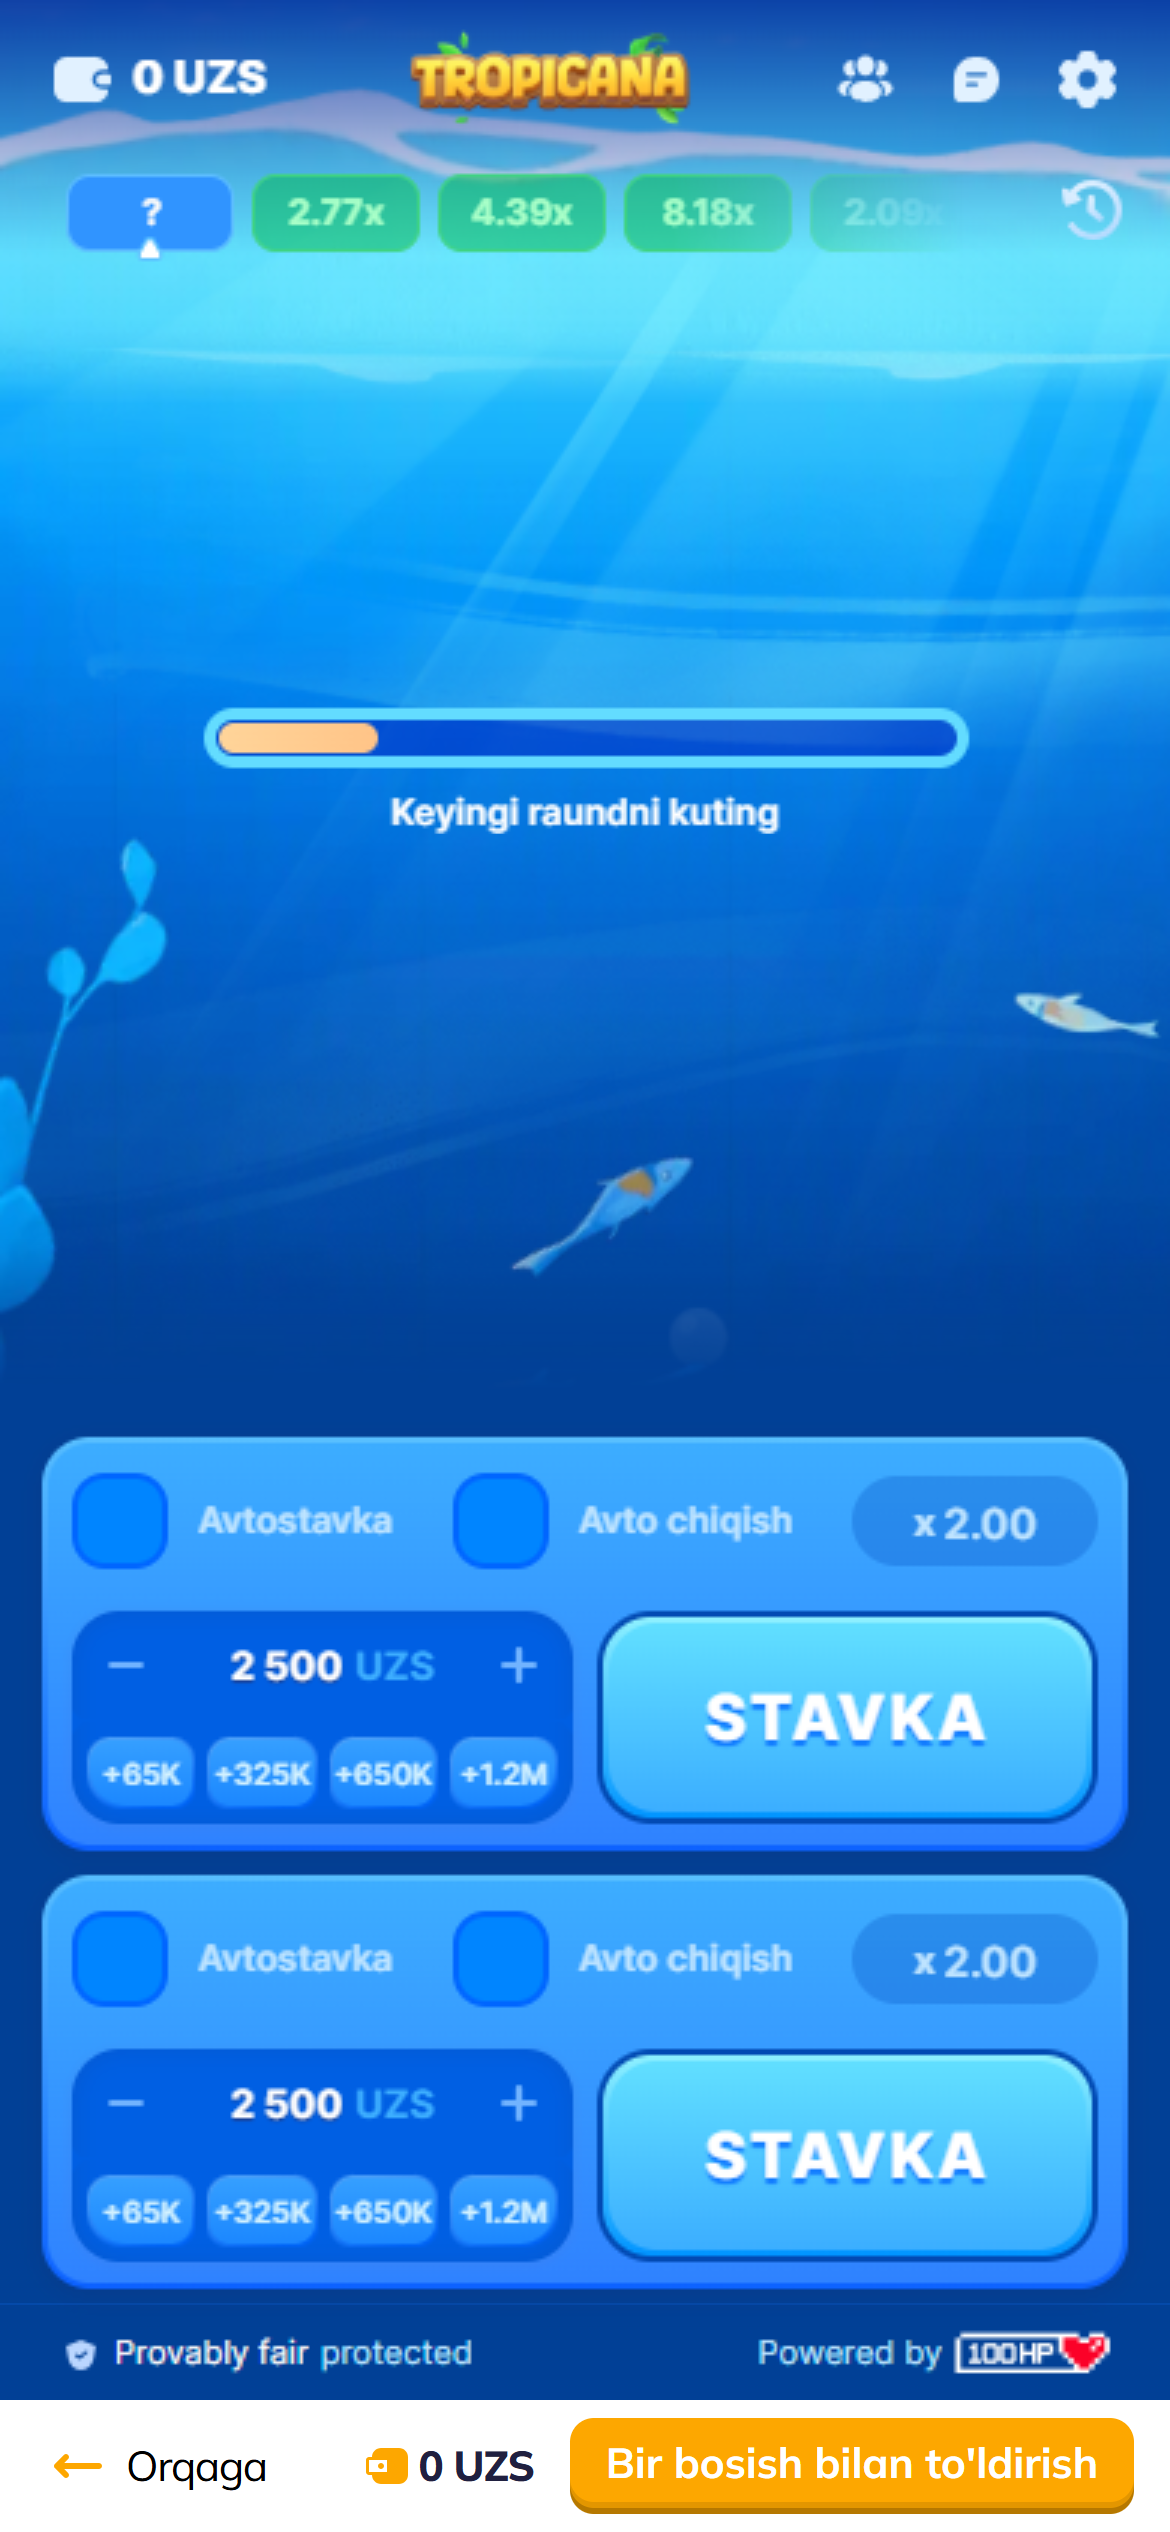 0 UZS
TROPICANA
?
2.77x
4.39x
8.18x
2.09x
Keyingi raundni kuting
Avtostavka
Avto chiqish
x 2.00
2 500 UZS
+65K
+325K
+650K
+1.2M
STAVKA
Avtostavka
Avto chiqish
x 2.00
2 500 UZS
+65K
+325K
+650K
+1.2M
STAVKA
Provably fair protected
Powered by 100HP
Orqaga
0 UZS
Bir bosish bilan to'ldirish